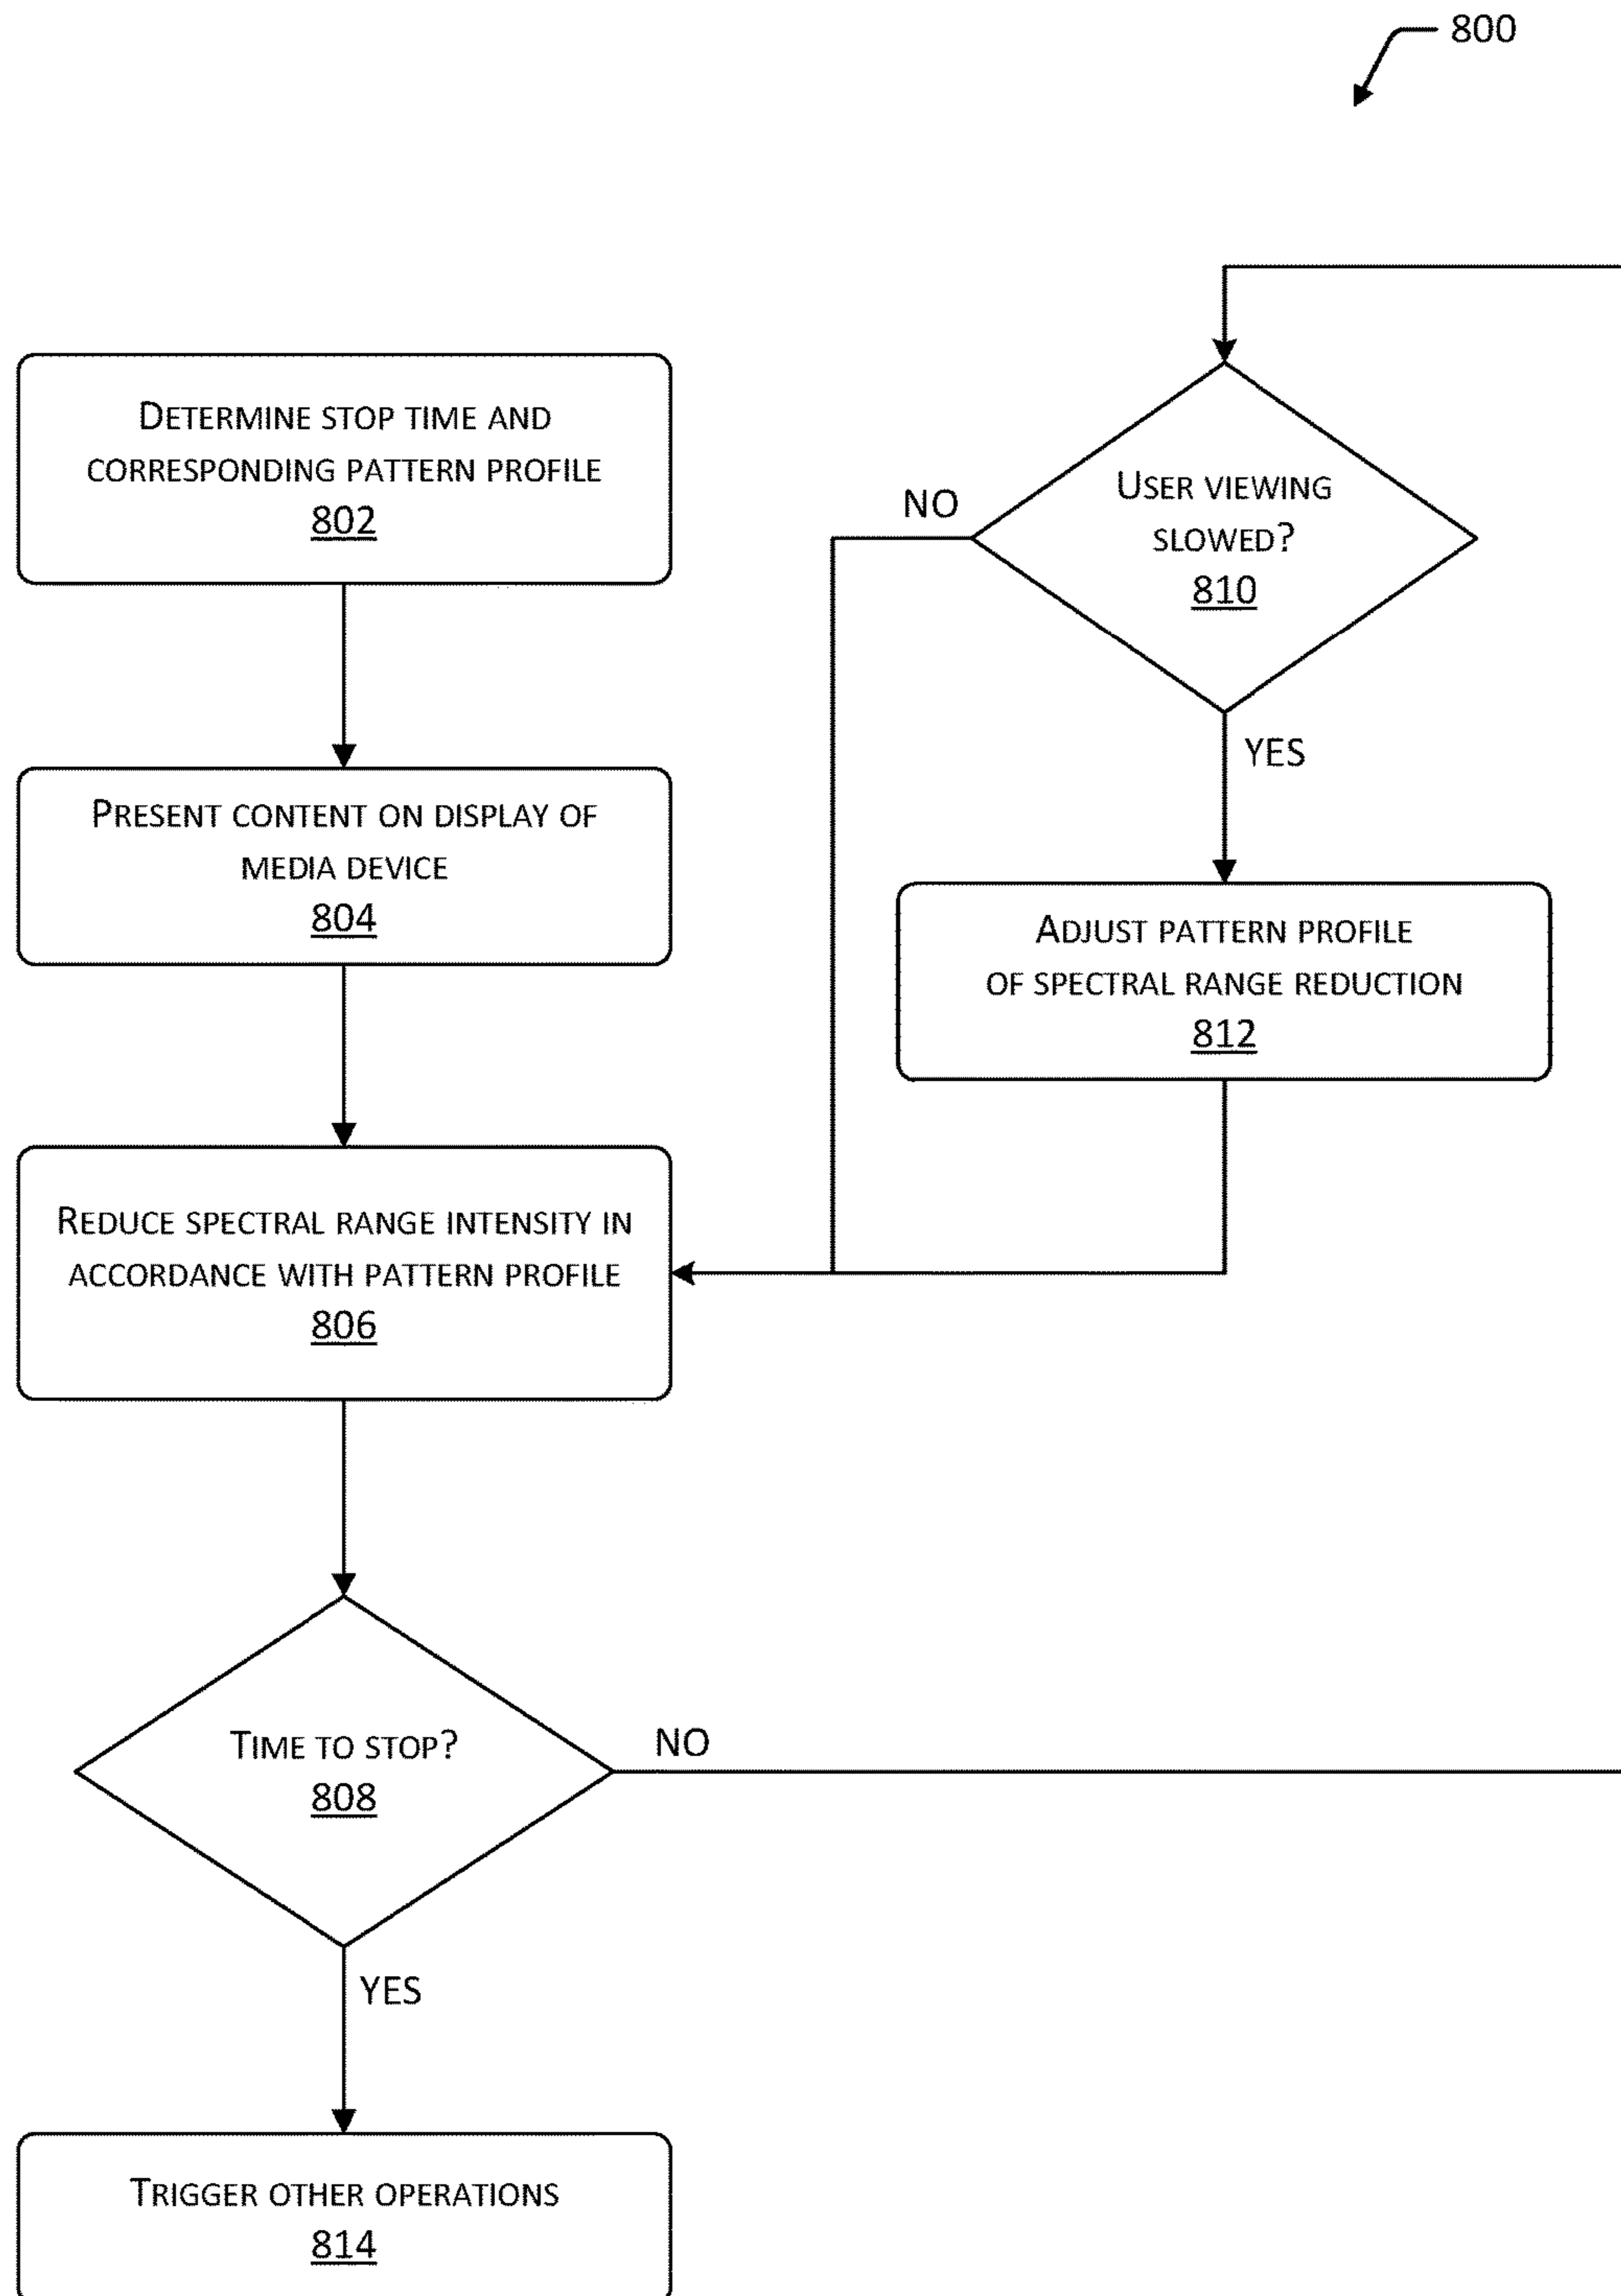 800
DETERMINE STOP TIME AND
CORRESPONDING PATTERN PROFILE
802
PRESENT CONTENT ON DISPLAY OF
MEDIA DEVICE
804
REDUCE SPECTRAL RANGE INTENSITY IN
ACCORDANCE WITH PATTERN PROFILE
806
TIME TO STOP?
808
NO
YES
TRIGGER OTHER OPERATIONS
814
USER VIEWING
SLOWED?
810
NO
YES
ADJUST PATTERN PROFILE
OF SPECTRAL RANGE REDUCTION
812